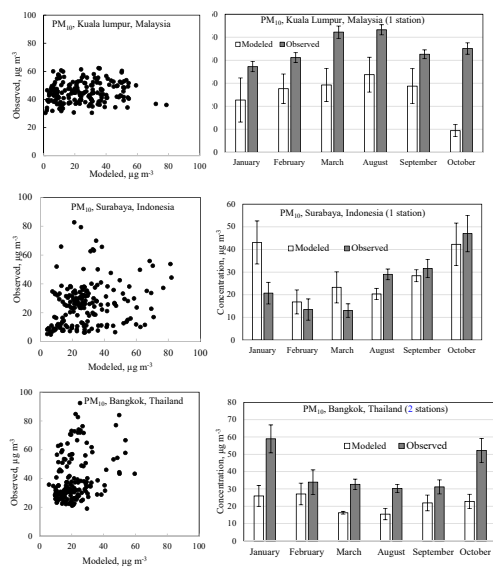 PM10, Kuala lumpur, Malaysia
100
80
60
40
20
0
0 20 40 60 80 100
Observed, µg m-3
Modeled, µg m-3
PM10, Kuala Lumpur, Malaysia (1 station)
Modeled Observed
January February March August September October
PM10, Surabaya, Indonesia
100
80
60
40
20
0
0 20 40 60 80 100
Observed, µg m-3
Modeled, µg m-3
PM10, Surabaya, Indonesia (1 station)
60
50
40
30
20
10
0
Concentration, µg m-3
Modeled
Observed
January February March August September October
PM10, Bangkok, Thailand
100
80
60
40
20
0
0 20 40 60 80 100
Observed, µg m-3
Modeled, µg m-3
PM10, Bangkok, Thailand (2 stations)
80
70
60
50
40
30
20
10
0
Concentration, µg m-3
Modeled Observed
January February March August September October